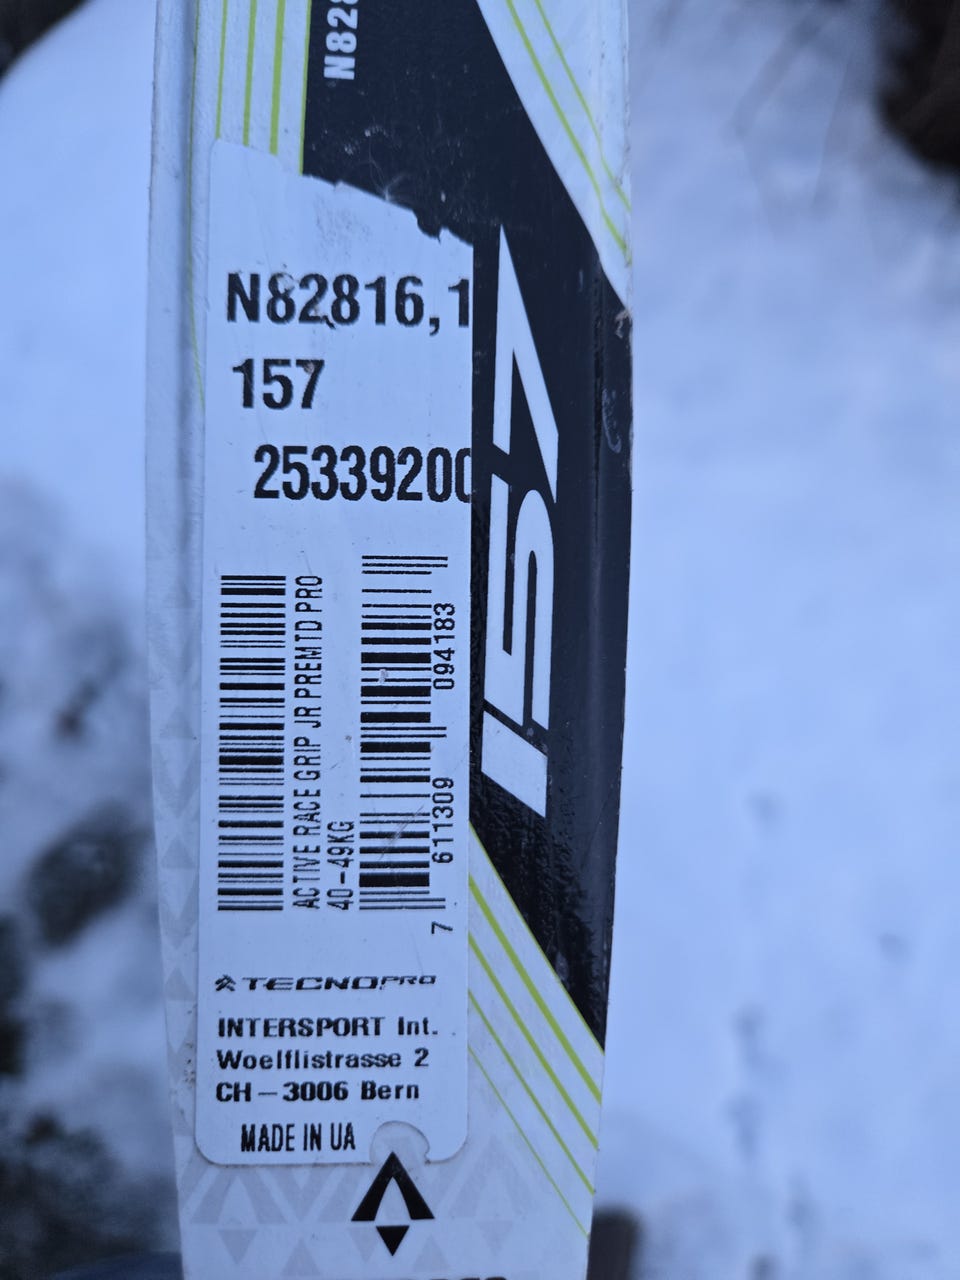 N82816,1
157
25339200
ACTIVE RACE GRIP JR PREMTD PRO
40-49KG
7 611309 094183
TECNOPRO
INTERSPORT Int.
Woelflistrasse 2
CH-3006 Bern
MADE IN UA
157